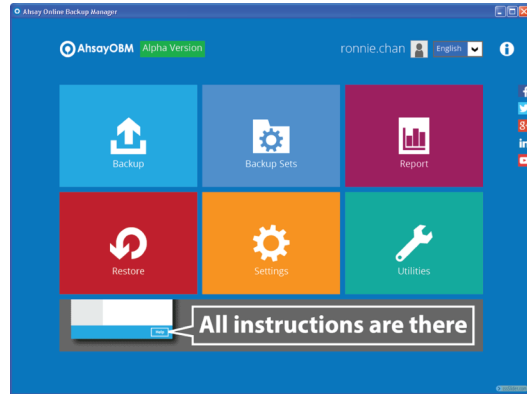 Ahsay Online Backup Manager
AhsayOBM Alpha Version
ronnie.chan English
Backup
Backup Sets
Report
Restore
Settings
Utilities
Help
All instructions are there